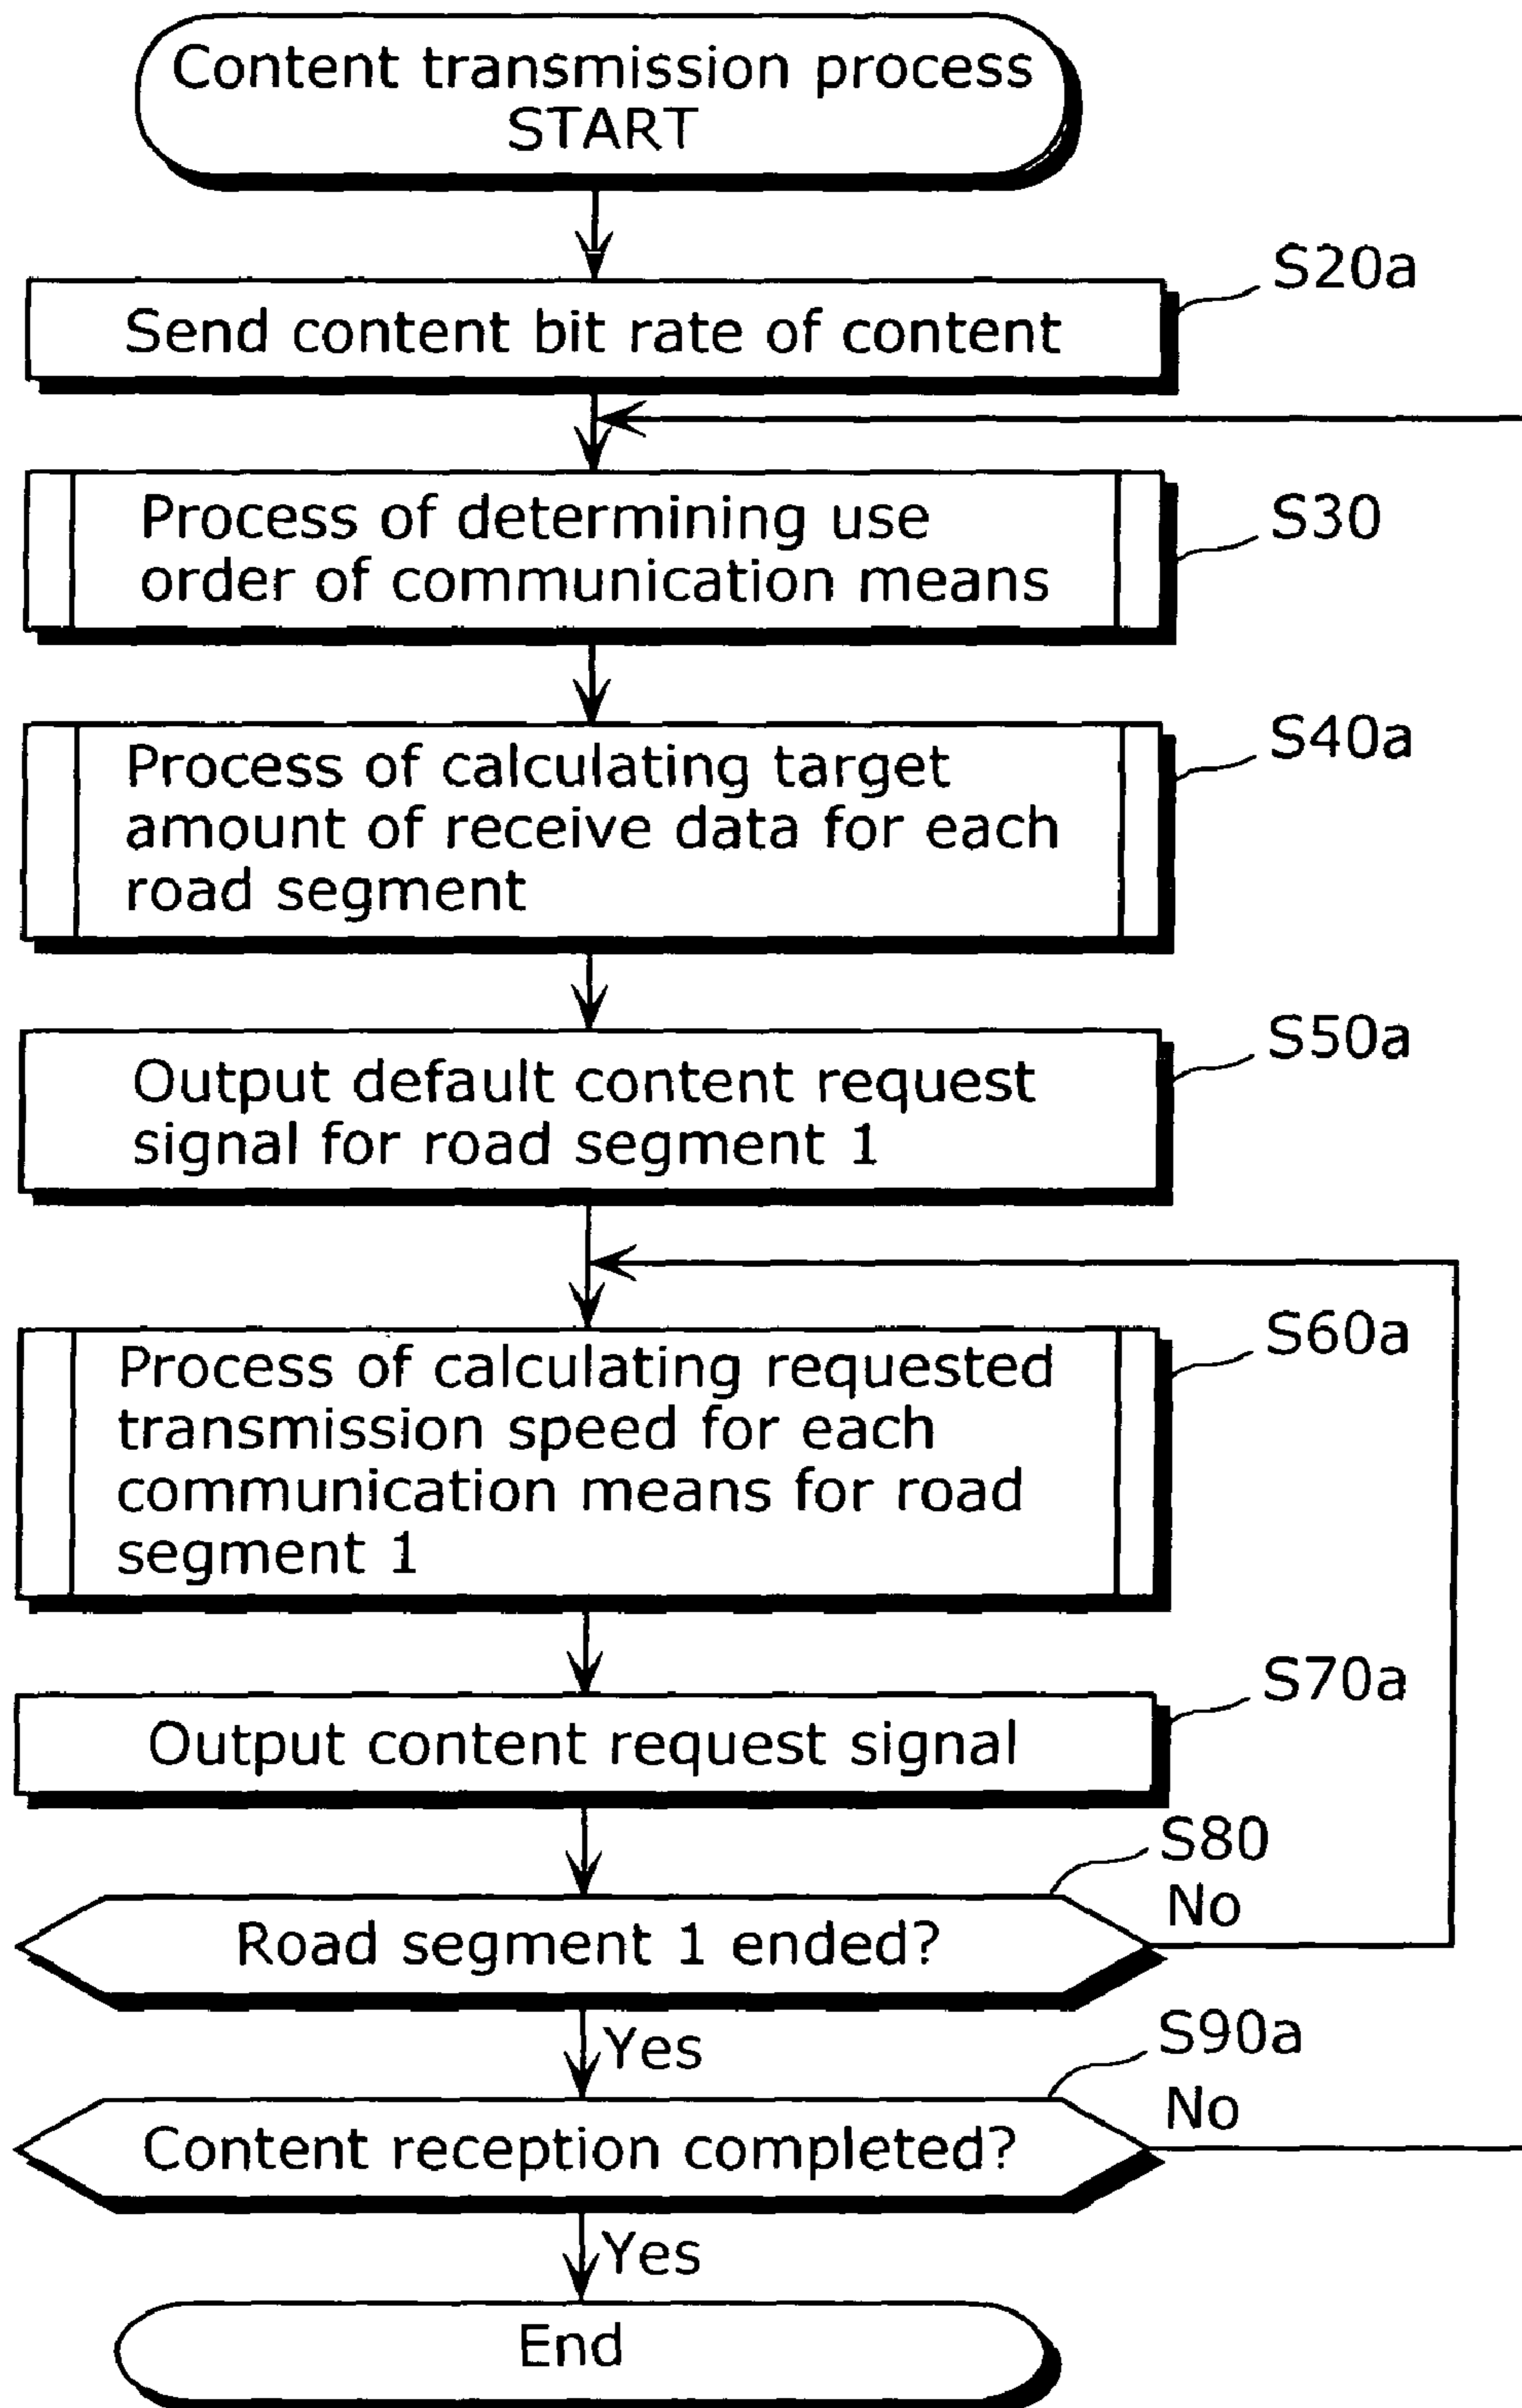 Content transmission process
START
S20a
Send content bit rate of content
S30
Process of determining use
order of communication means
S40a
Process of calculating target
amount of receive data for each
road segment
S50a
Output default content request
signal for road segment 1
S60a
Process of calculating requested
transmission speed for each
communication means for road
segment 1
S70a
Output content request signal
S80
No
Road segment 1 ended?
Yes
S90a
No
Content reception completed?
Yes
End